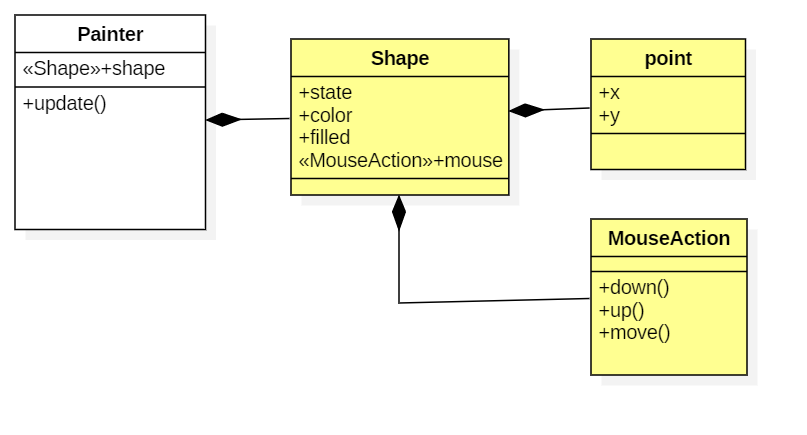 Painter
«Shape»+shape
+update()
Shape
+state
+color
+filled
«MouseAction»+mouse
point
+x
+y
MouseAction
+down()
+up()
+move()